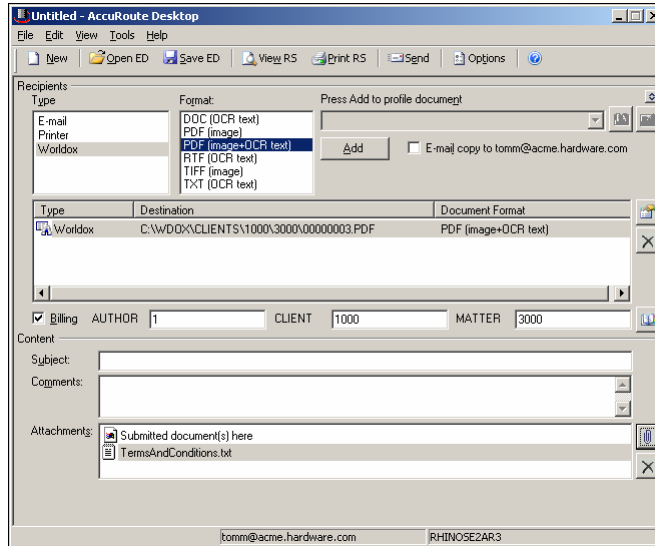 Untitled - AccuRoute Desktop
File Edit View Tools Help
New Open ED Save ED View RS Print RS Send Options
Recipients
Type Format: Press Add to profile document
E-mail
Printer
Worldox
DOC (OCR text)
PDF (image)
PDF (image+OCR text)
RTF (OCR text)
TIFF (image)
TXT (OCR text)
Add E-mail copy to tomm@acme.hardware.com
Type Destination Document Format
Worldox C:\WDOX\CLIENTS\1000\3000\00000003.PDF PDF (image+OCR text)
Billing AUTHOR 1 CLIENT 1000 MATTER 3000
Content
Subject:
Comments:
Attachments: Submitted document(s) here
TermsAndConditions.txt
tomm@acme.hardware.com RHINOSE2AR3